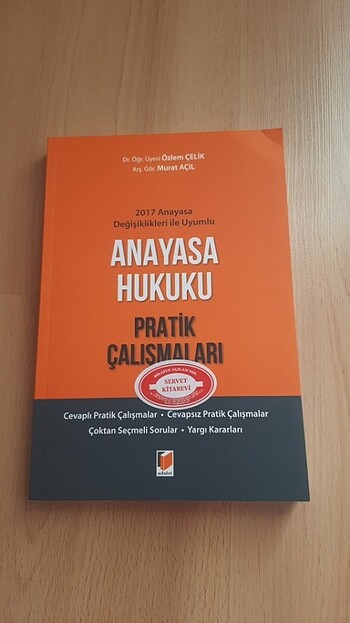 Dr. Öğr. Üyesi Özlem ÇELİK
Arş. Gör. Murat AÇIL
2017 Anayasa
Değişiklikleri ile Uyumlu
ANAYASA
HUKUKU
PRATİK
ÇALIŞMALARI
SERVET
KİTABEVİ
Cevaplı Pratik Çalışmalar • Cevapsız Pratik Çalışmalar
Çoktan Seçmeli Sorular • Yargı Kararları
adalet